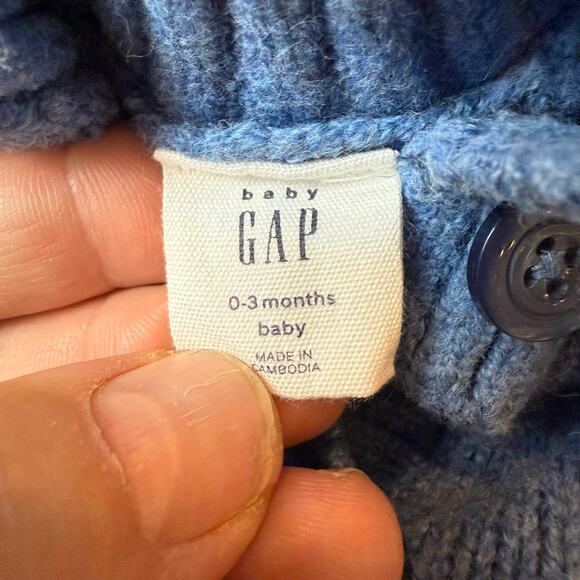 baby
GAP
0-3 months
baby
MADE IN
CAMBODIA